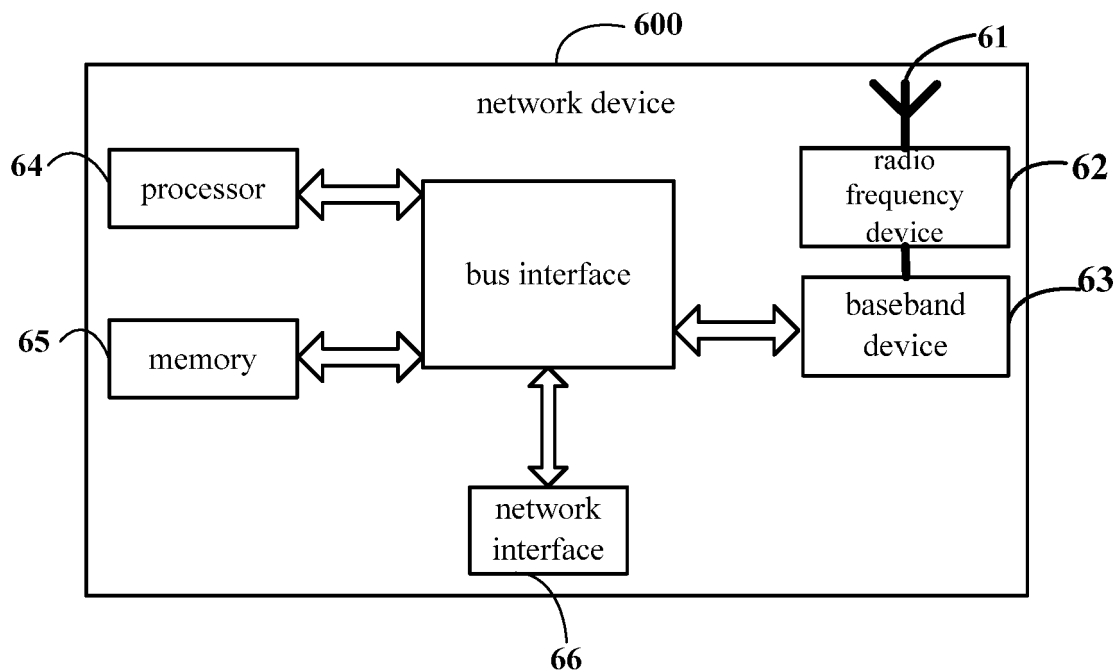 600
61
network device
64
processor
radio
frequency
device
62
bus interface
63
baseband
device
65
memory
network
interface
66